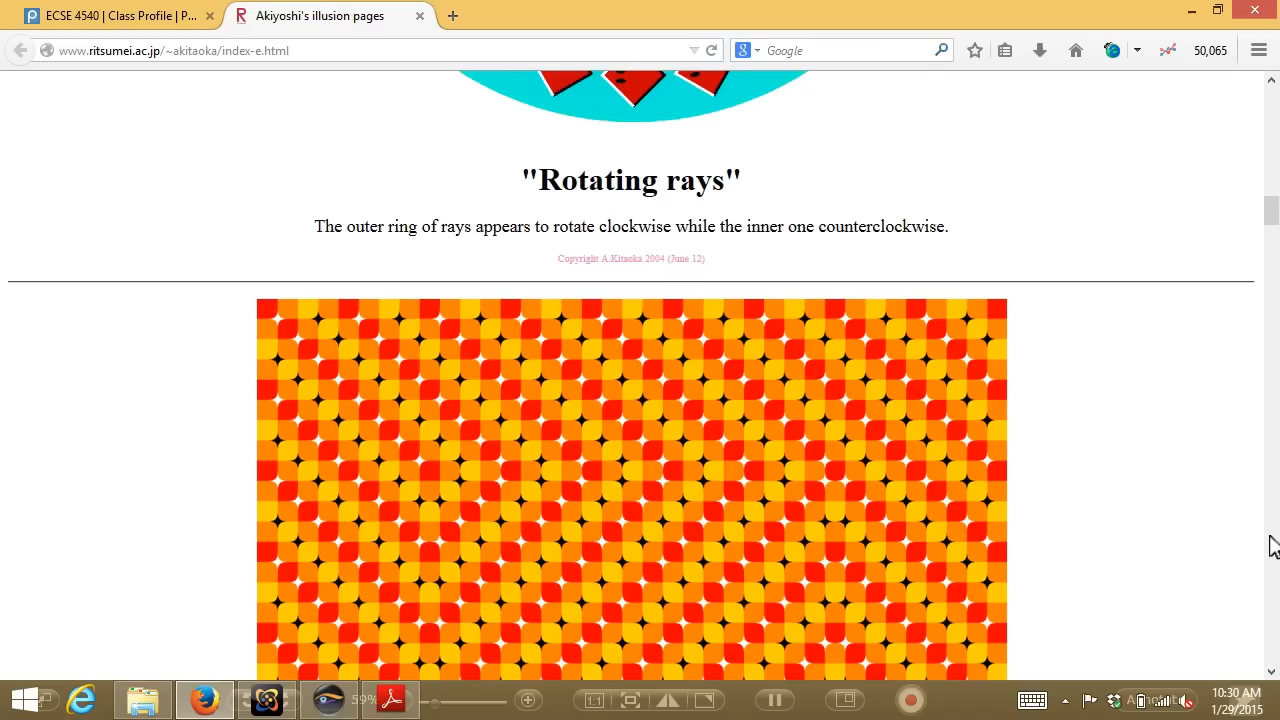 ECSE 4540 | Class Profile | P...
Akiyoshi's illusion pages
www.ritsumei.ac.jp/~akitaoka/index-e.html
Google
50,065
"Rotating rays"
The outer ring of rays appears to rotate clockwise while the inner one counterclockwise.
Copyright A.Kitaoka 2004 (June 12)
59%
1:1
10:30 AM
1/29/2015